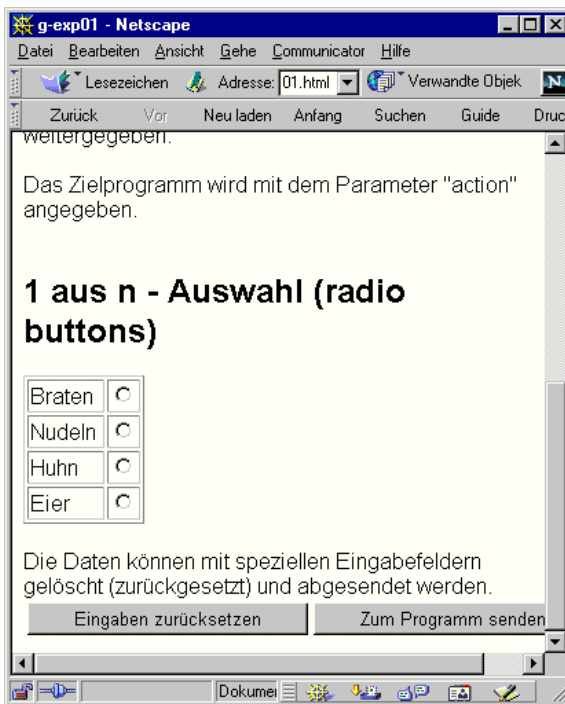 g-exp01 - Netscape
Datei Bearbeiten Ansicht Gehe Communicator Hilfe
Lesezeichen Adresse: 01.html Verwandte Objek N
Zurück Vor Neu laden Anfang Suchen Guide Druc
weitergegeben.
Das Zielprogramm wird mit dem Parameter "action"
angegeben.
1 aus n - Auswahl (radio
buttons)
Braten
Nudeln
Huhn
Eier
Die Daten können mit speziellen Eingabefeldern
gelöscht (zurückgesetzt) und abgesendet werden.
Eingaben zurücksetzen Zum Programm senden
Dokumei